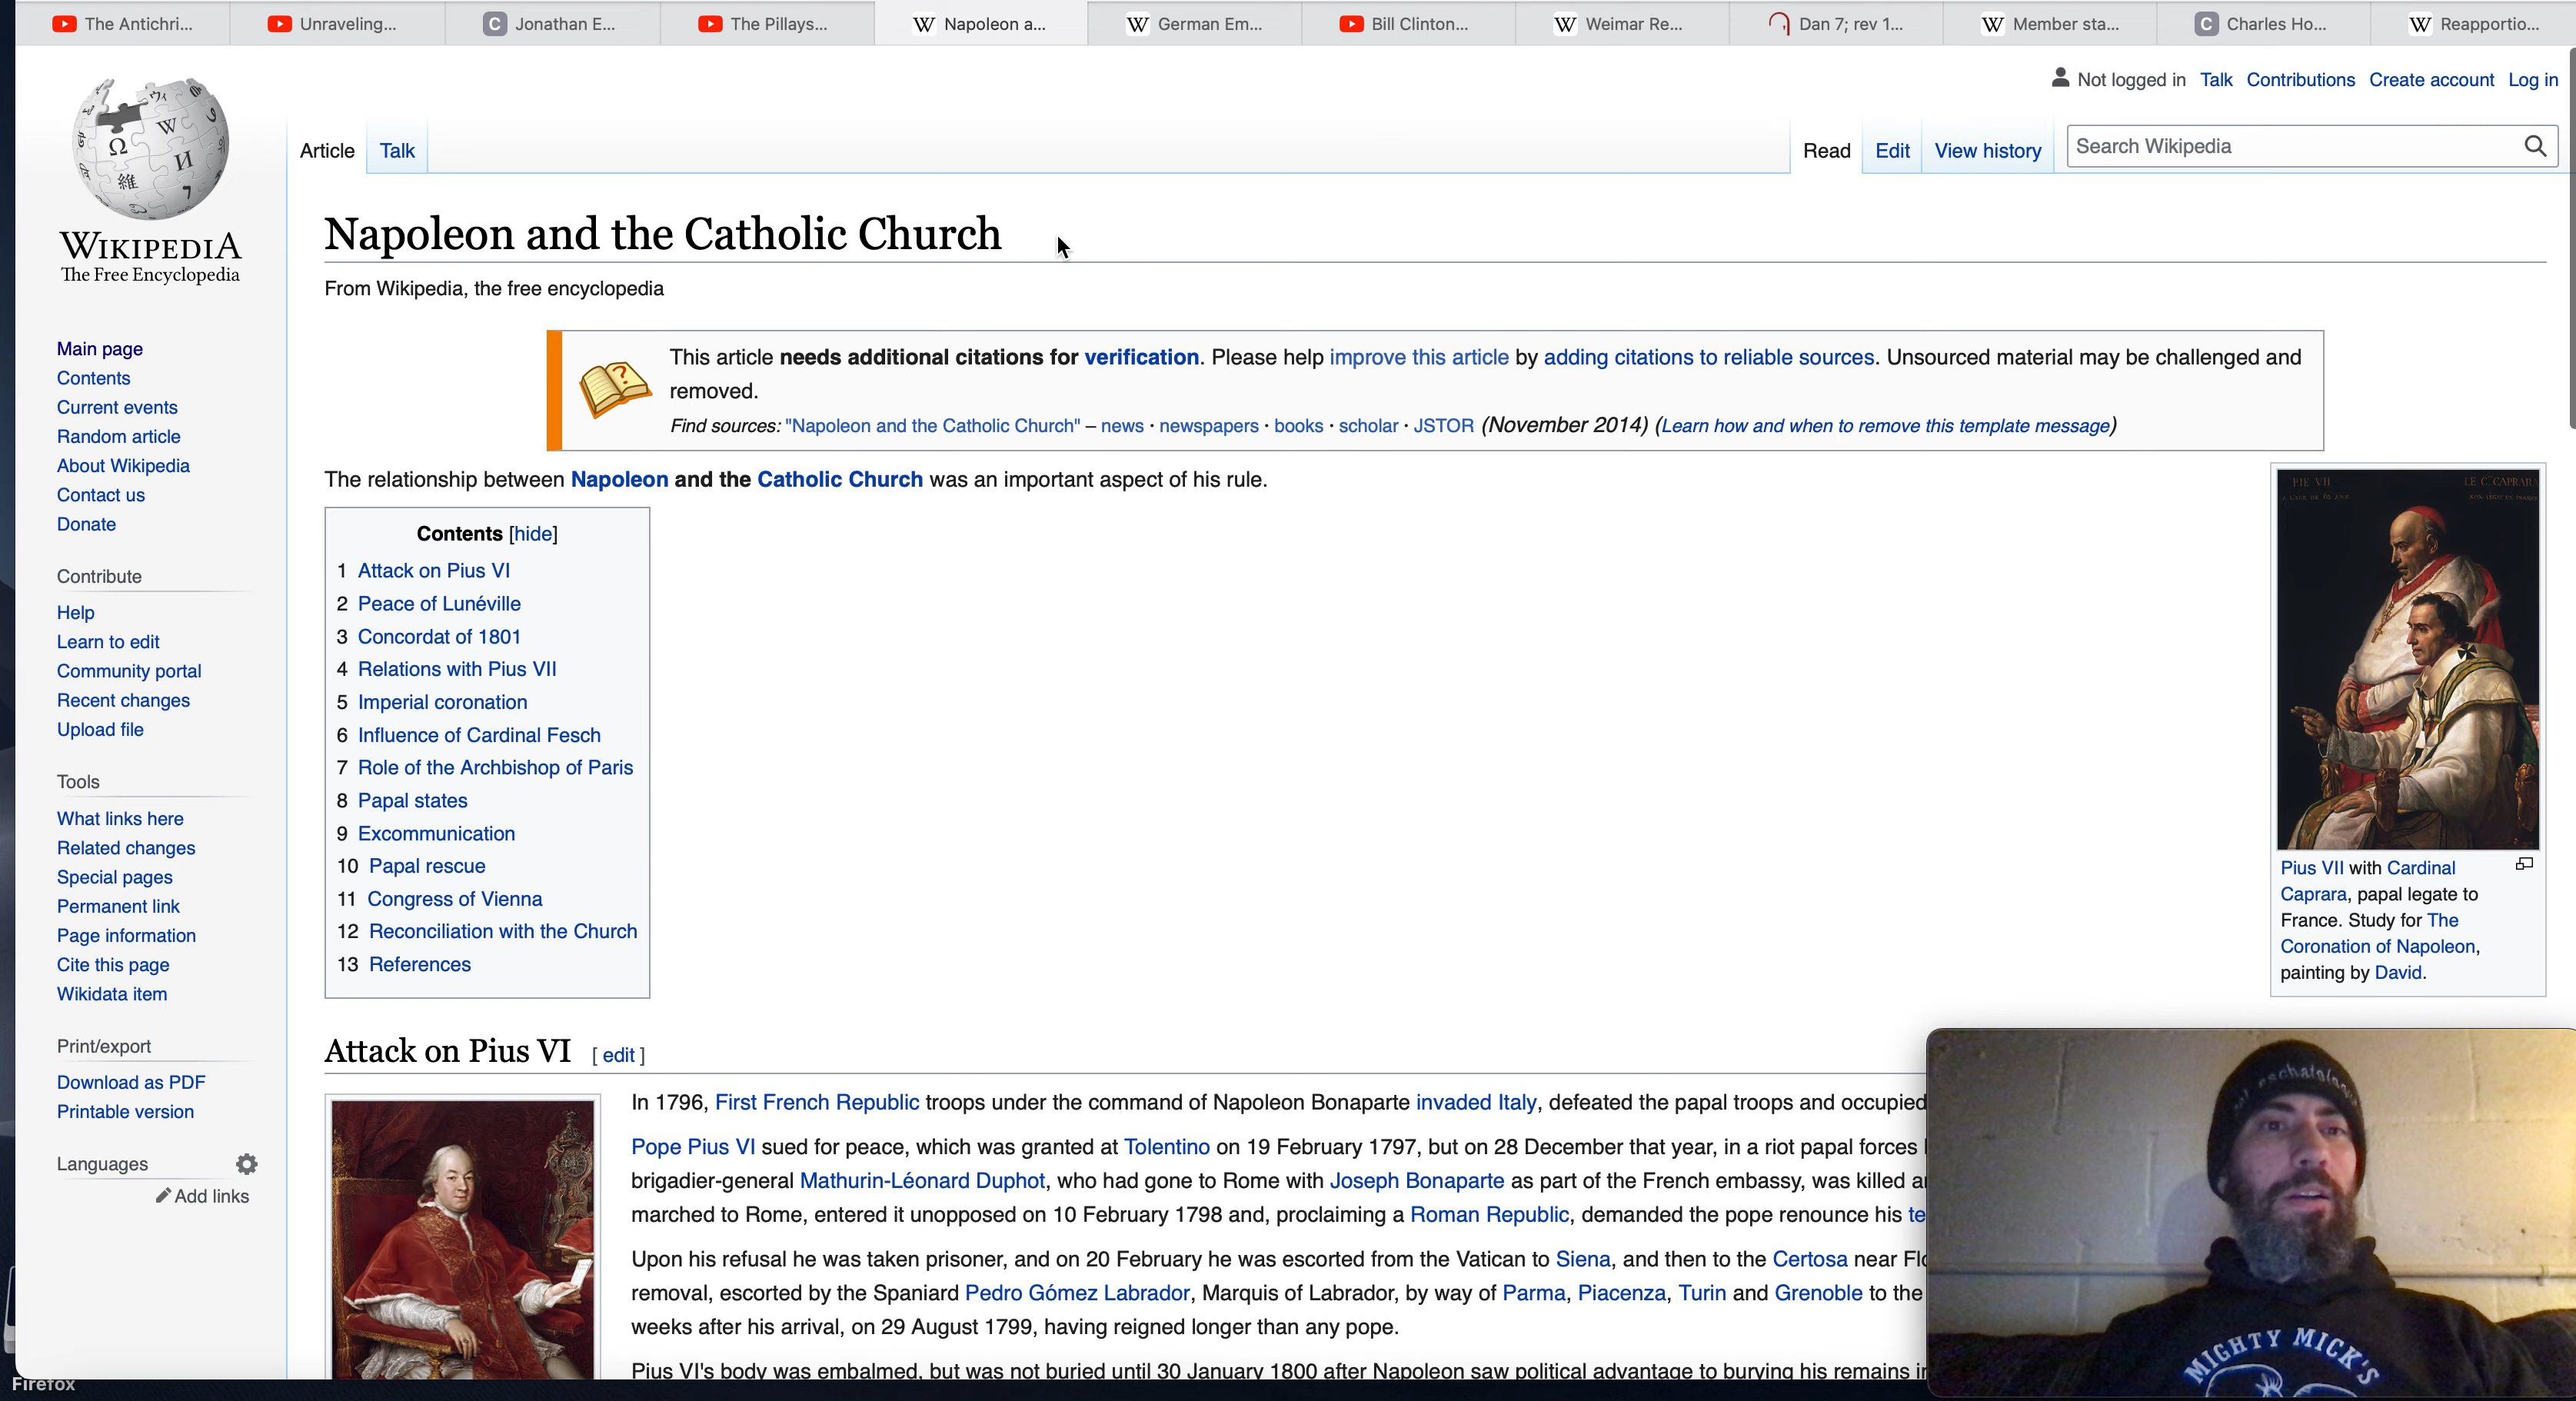 The Antichri...
Unraveling...
Jonathan E...
The Pillays...
Napoleon a...
German Em...
Bill Clinton...
Weimar Re...
Dan 7; rev 1...
Member sta...
Charles Ho...
Reapportio...
Not logged in Talk Contributions Create account Log in
Article Talk
Read Edit View history Search Wikipedia
WIKIPEDIA
The Free Encyclopedia
Main page
Contents
Current events
Random article
About Wikipedia
Contact us
Donate
Contribute
Help
Learn to edit
Community portal
Recent changes
Upload file
Tools
What links here
Related changes
Special pages
Permanent link
Page information
Cite this page
Wikidata item
Print/export
Download as PDF
Printable version
Languages
Add links
Napoleon and the Catholic Church
From Wikipedia, the free encyclopedia
This article needs additional citations for verification. Please help improve this article by adding citations to reliable sources. Unsourced material may be challenged and
removed.
Find sources: "Napoleon and the Catholic Church" – news · newspapers · books · scholar · JSTOR (November 2014) (Learn how and when to remove this template message)
The relationship between Napoleon and the Catholic Church was an important aspect of his rule.
Contents [hide]
1 Attack on Pius VI
2 Peace of Lunéville
3 Concordat of 1801
4 Relations with Pius VII
5 Imperial coronation
6 Influence of Cardinal Fesch
7 Role of the Archbishop of Paris
8 Papal states
9 Excommunication
10 Papal rescue
11 Congress of Vienna
12 Reconciliation with the Church
13 References
PIE VII
LE C. CAPRARA
Pius VII with Cardinal
Caprara, papal legate to
France. Study for The
Coronation of Napoleon,
painting by David.
Attack on Pius VI [ edit ]
In 1796, First French Republic troops under the command of Napoleon Bonaparte invaded Italy, defeated the papal troops and occupied
Pope Pius VI sued for peace, which was granted at Tolentino on 19 February 1797, but on 28 December that year, in a riot papal forces
brigadier-general Mathurin-Léonard Duphot, who had gone to Rome with Joseph Bonaparte as part of the French embassy, was killed a
marched to Rome, entered it unopposed on 10 February 1798 and, proclaiming a Roman Republic, demanded the pope renounce his te
Upon his refusal he was taken prisoner, and on 20 February he was escorted from the Vatican to Siena, and then to the Certosa near Flo
removal, escorted by the Spaniard Pedro Gómez Labrador, Marquis of Labrador, by way of Parma, Piacenza, Turin and Grenoble to the
weeks after his arrival, on 29 August 1799, having reigned longer than any pope.
Pius VI's body was embalmed, but was not buried until 30 January 1800 after Napoleon saw political advantage to burying his remains i
MIGHTY MICK'S
Firefox